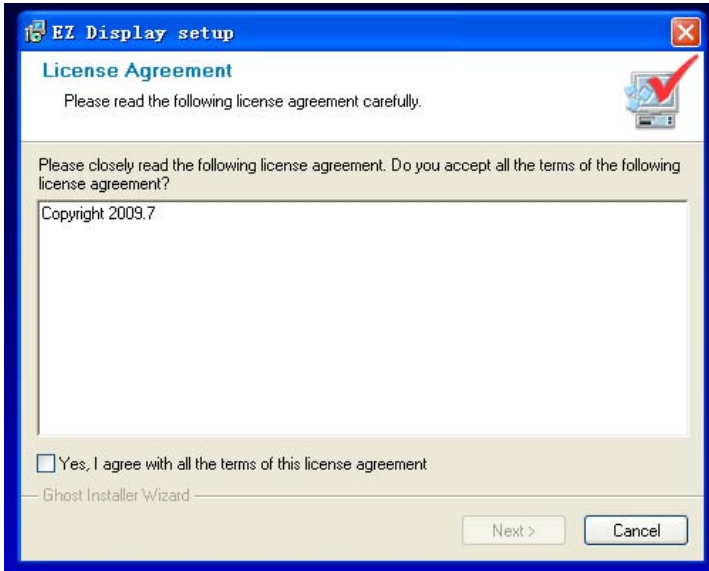 EZ Display setup
License Agreement
Please read the following license agreement carefully.
Please closely read the following license agreement. Do you accept all the terms of the following
license agreement?
Copyright 2009.7
Yes, I agree with all the terms of this license agreement
Ghost Installer Wizard
Next > Cancel